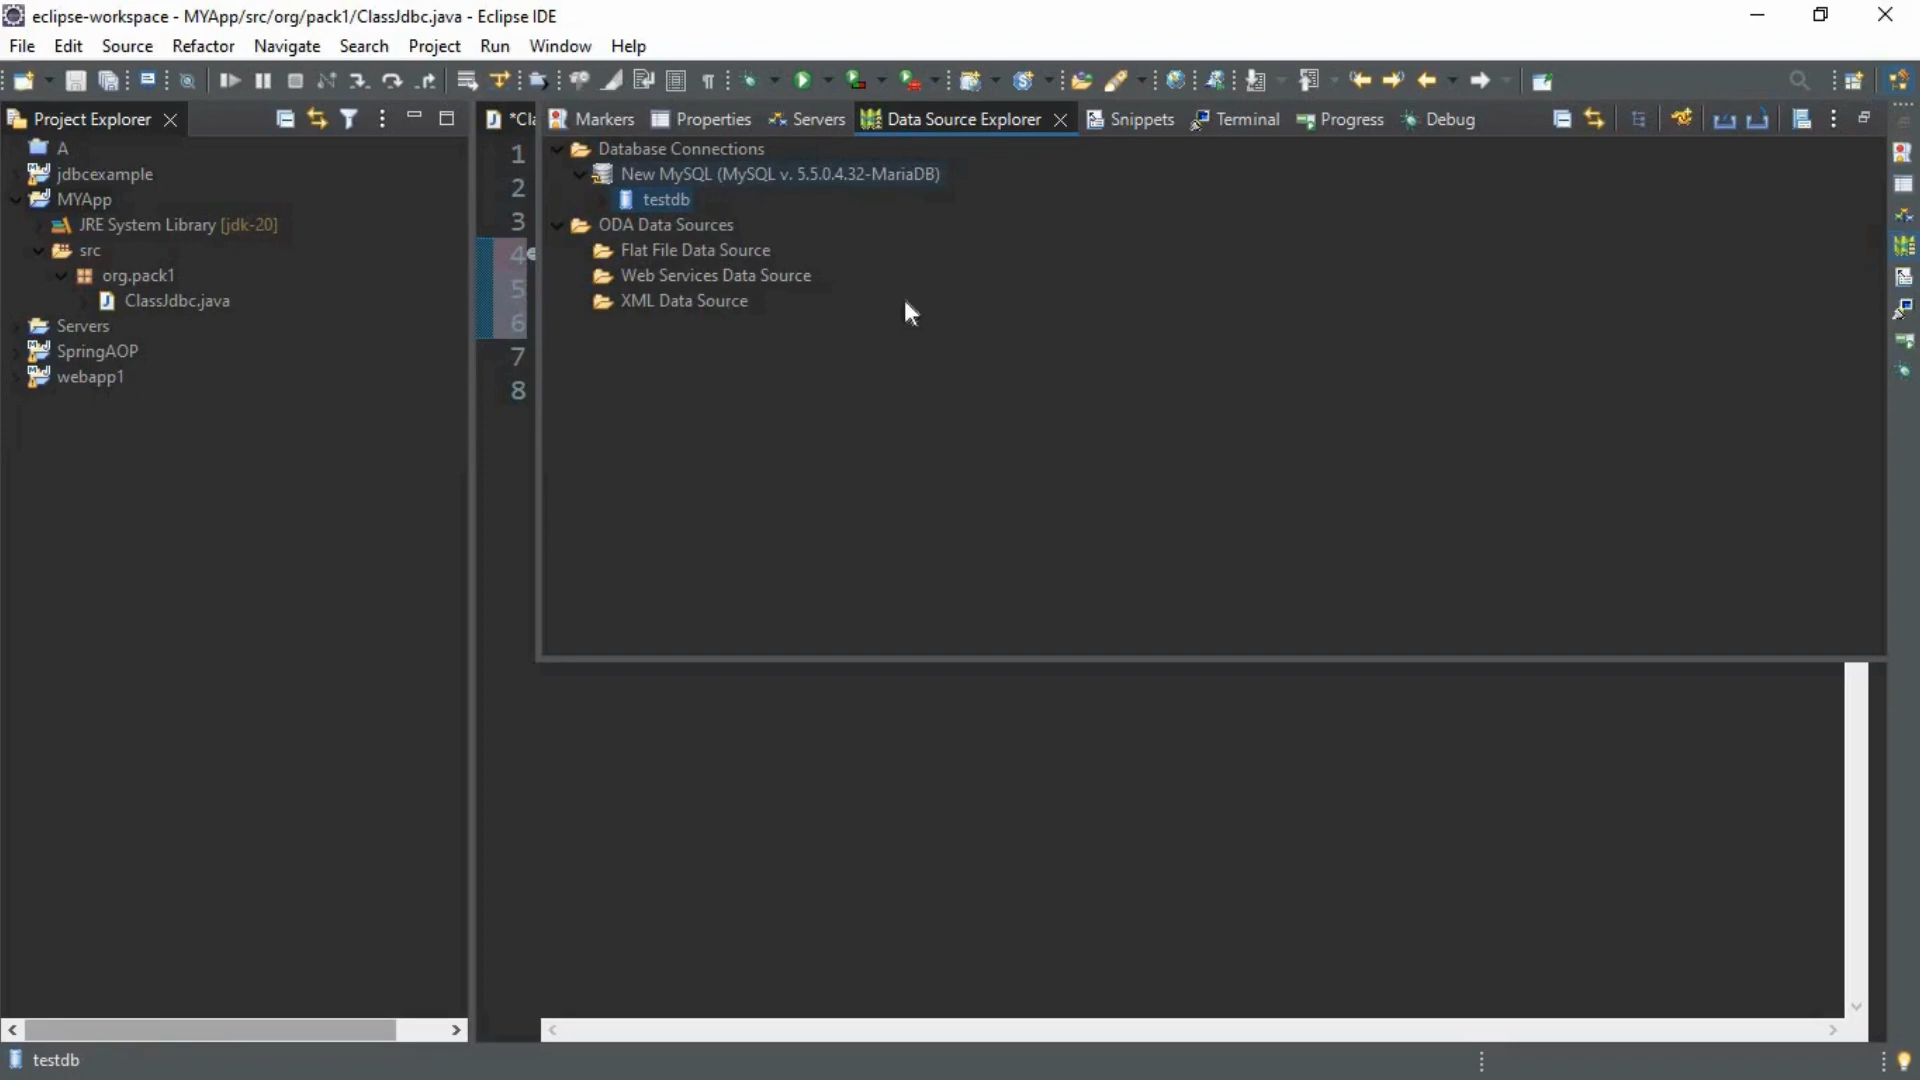 eclipse-workspace - MYApp/src/org/pack1/ClassJdbc.java - Eclipse IDE
File Edit Source Refactor Navigate Search Project Run Window Help
Project Explorer
A
jdbcexample
MYApp
JRE System Library [jdk-20]
src
org.pack1
ClassJdbc.java
Servers
SpringAOP
webapp1
*Cla
1
2
3
4
5
6
7
8
Markers Properties Servers Data Source Explorer Snippets Terminal Progress Debug
Database Connections
New MySQL (MySQL v. 5.5.0.4.32-MariaDB)
testdb
ODA Data Sources
Flat File Data Source
Web Services Data Source
XML Data Source
testdb